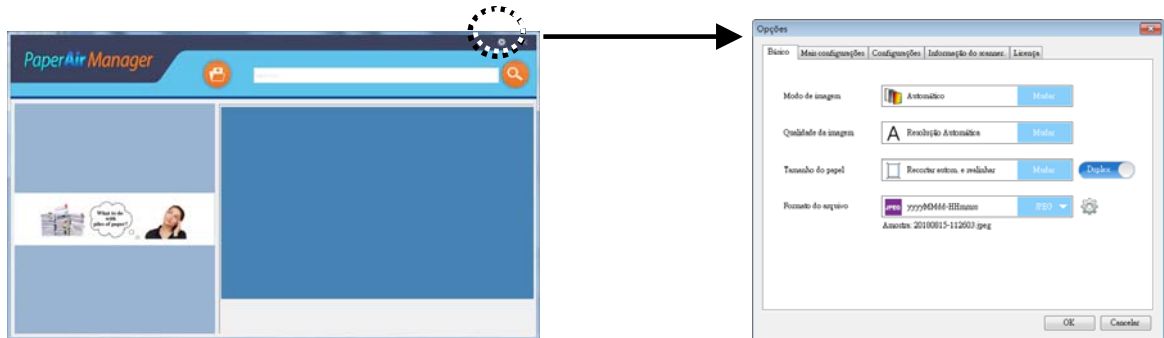 PaperAir Manager
What to do
with
piles of paper?
Opções
Básico Mais configurações Configurações Informação do scanner. Licença
Modo de imagem Automático Mudar
Qualidade da imagem A Resolução Automática Mudar
Tamanho do papel Recortar autom. e realinhar Mudar Duplex
Formato do arquivo JPEG yyyyMMdd-HHmmss JPEG
Amostra: 20180815-112603.jpeg
OK Cancelar